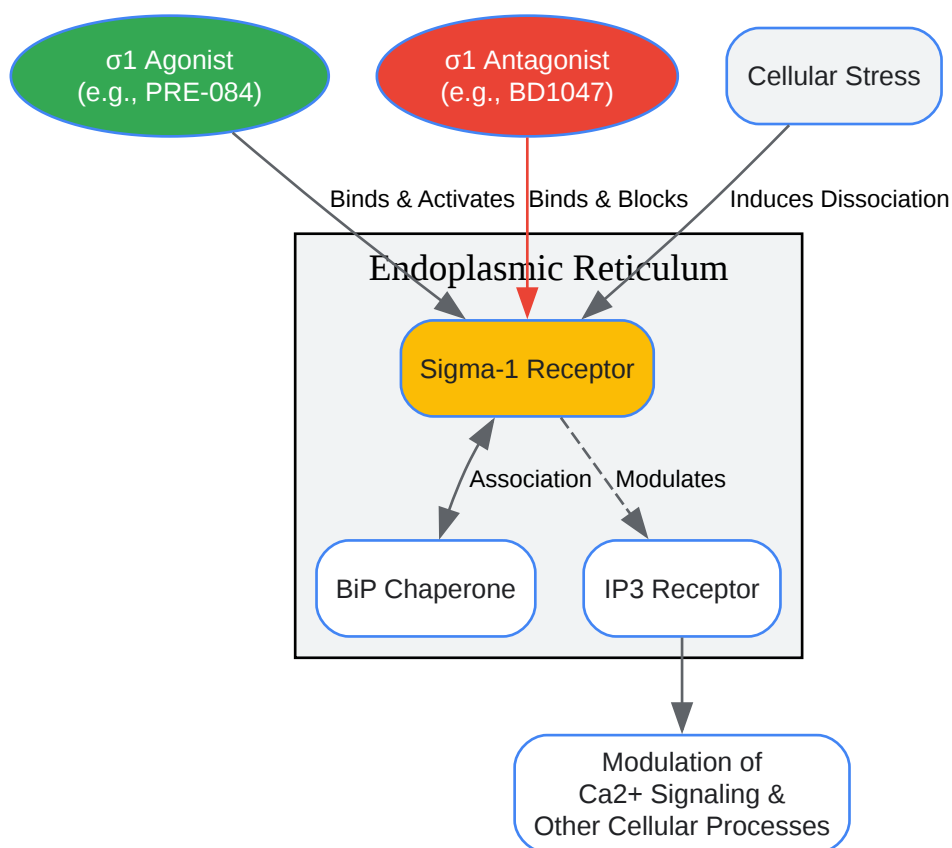 σ1 Agonist
(e.g., PRE-084)
σ1 Antagonist
(e.g., BD1047)
Cellular Stress
Binds & Activates
Binds & Blocks
Induces Dissociation
Endoplasmic Reticulum
Sigma-1 Receptor
Association
Modulates
BiP Chaperone
IP3 Receptor
Modulation of
Ca2+ Signaling &
Other Cellular Processes